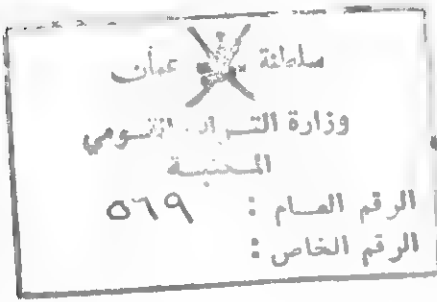 سلطنة عمان
وزارة التراث القومي
المكتبة
الرقم العام : ٥٦٩
الرقم الخاص :